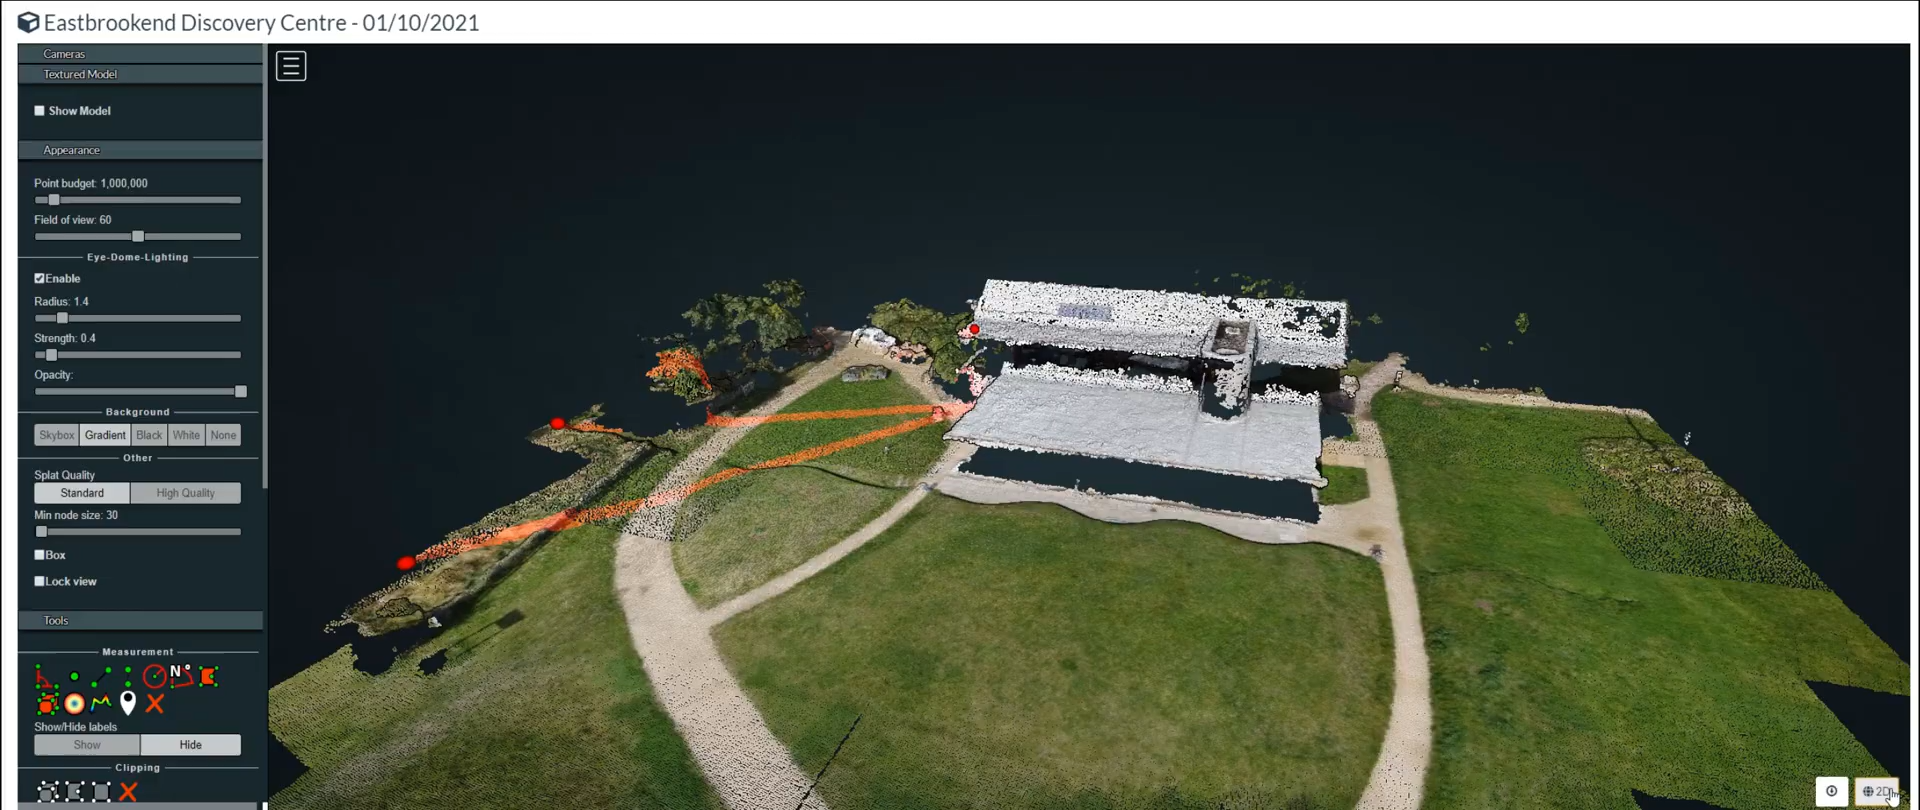 Eastbrookend Discovery Centre - 01/10/2021
Cameras
Textured Model
Show Model
Appearance
Point budget: 1,000,000
Field of view: 60
Eye-Dome-Lighting
Enable
Radius: 1.4
Strength: 0.4
Opacity:
Background
Skybox Gradient Black White None
Other
Splat Quality
Standard High Quality
Min node size: 30
Box
Lock view
Tools
Measurement
N°
Show/Hide labels
Show Hide
Clipping
2D